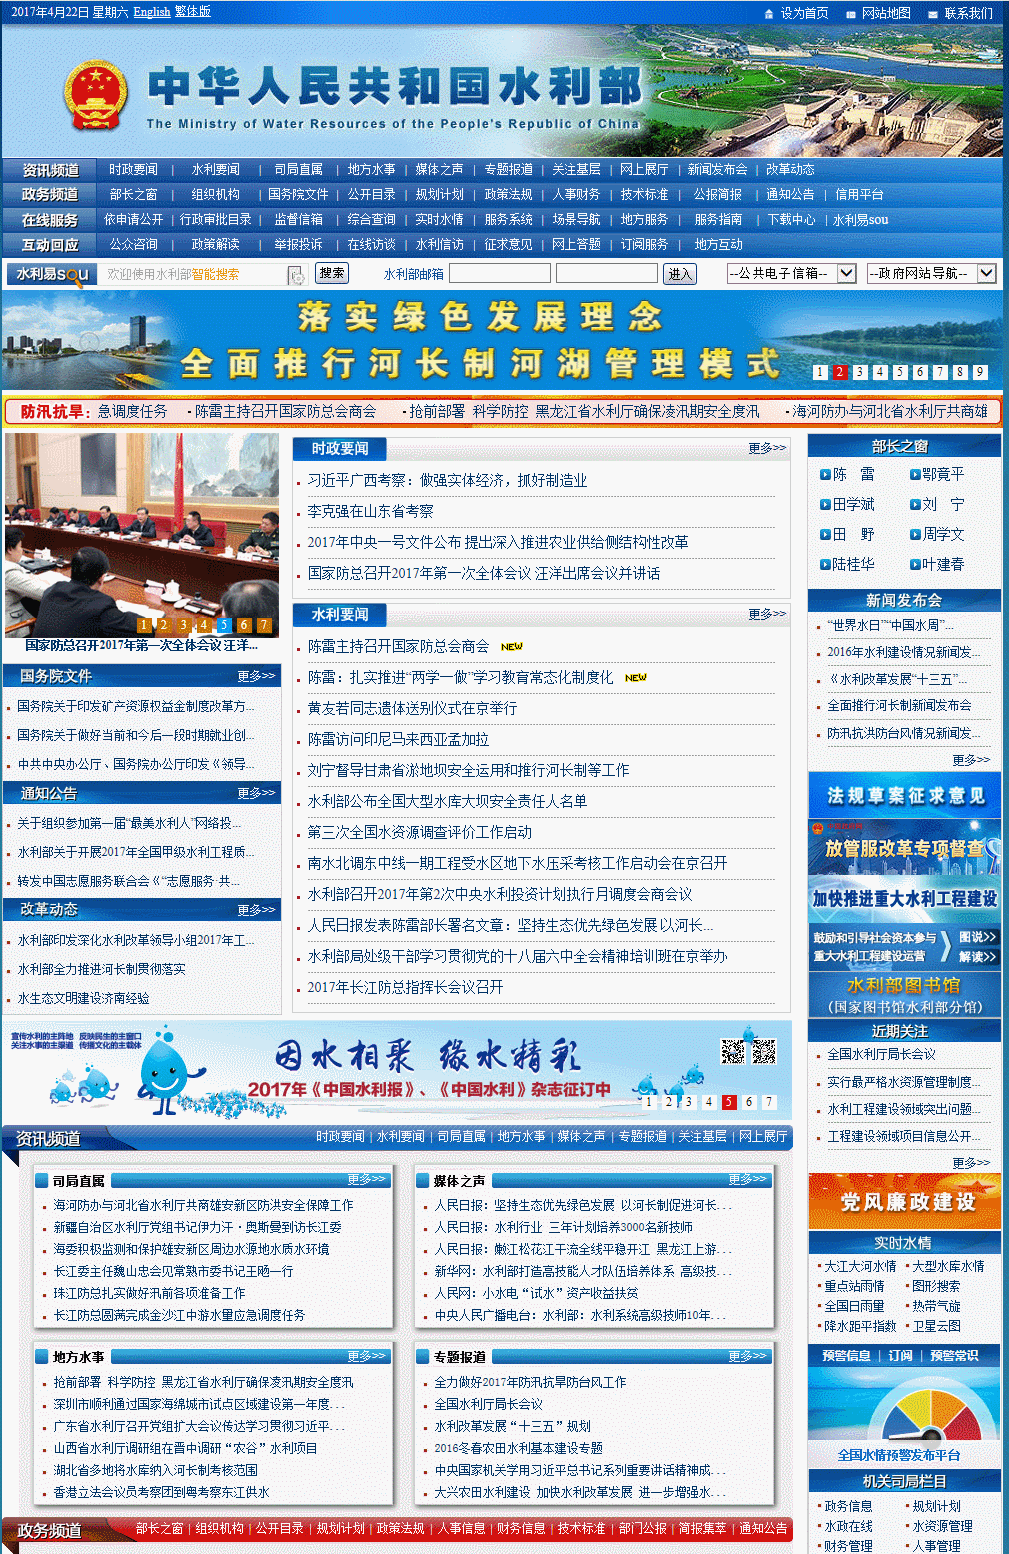 2017年4月22日 星期六 English 繁体版 设为首页 网站地图 联系我们
中华人民共和国水利部
The Ministry of Water Resources of the People's Republic of China
资讯频道 时政要闻 | 水利要闻 | 司局直属 | 地方水事 | 媒体之声 | 专题报道 | 关注基层 | 网上展厅 | 新闻发布会 | 改革动态
政务频道 部长之窗 | 组织机构 | 国务院文件 | 公开目录 | 规划计划 | 政策法规 | 人事财务 | 技术标准 | 公报简报 | 通知公告 | 信用平台
在线服务 依申请公开 | 行政审批目录 | 监督信箱 | 综合查询 | 实时水情 | 服务系统 | 场景导航 | 地方服务 | 服务指南 | 下载中心 | 水利易sou
互动回应 公众咨询 | 政策解读 | 举报投诉 | 在线访谈 | 水利信访 | 征求意见 | 网上答题 | 订阅服务 | 地方互动
水利易sou 欢迎使用水利部智能搜索 搜索 水利部邮箱 进入 --公共电子信箱-- --政府网站导航--
落实绿色发展理念
全面推行河长制河湖管理模式
1 2 3 4 5 6 7 8 9
防汛抗旱: 急调度任务 ·陈雷主持召开国家防总会商会 ·抢前部署 科学防控 黑龙江省水利厅确保凌汛期安全度汛 ·海河防办与河北省水利厅共商雄
1 2 3 4 5 6 7
国家防总召开2017年第一次全体会议 汪洋...
国务院文件 更多>>
国务院关于印发矿产资源权益金制度改革方...
国务院关于做好当前和今后一段时期就业创...
中共中央办公厅、国务院办公厅印发《领导...
通知公告 更多>>
关于组织参加第一届“最美水利人”网络投...
水利部关于开展2017年全国甲级水利工程质...
转发中国志愿服务联合会《“志愿服务·共...
改革动态 更多>>
水利部印发深化水利改革领导小组2017年工...
水利部全力推进河长制贯彻落实
水生态文明建设济南经验
时政要闻 更多>>
习近平广西考察：做强实体经济，抓好制造业
李克强在山东省考察
2017年中央一号文件公布 提出深入推进农业供给侧结构性改革
国家防总召开2017年第一次全体会议 汪洋出席会议并讲话
水利要闻 更多>>
陈雷主持召开国家防总会商会 NEW
陈雷：扎实推进“两学一做”学习教育常态化制度化 NEW
黄友若同志遗体送别仪式在京举行
陈雷访问印尼马来西亚孟加拉
刘宁督导甘肃省淤地坝安全运用和推行河长制等工作
水利部公布全国大型水库大坝安全责任人名单
第三次全国水资源调查评价工作启动
南水北调东中线一期工程受水区地下水压采考核工作启动会在京召开
水利部召开2017年第2次中央水利投资计划执行月调度会商会议
人民日报发表陈雷部长署名文章：坚持生态优先绿色发展 以河长...
水利部局处级干部学习贯彻党的十八届六中全会精神培训班在京举办
2017年长江防总指挥长会议召开
部长之窗
陈 雷 鄂竟平
田学斌 刘 宁
田 野 周学文
陆桂华 叶建春
新闻发布会
“世界水日”“中国水周”...
2016年水利建设情况新闻发...
《水利改革发展“十三五”...
全面推行河长制新闻发布会
防汛抗洪防台风情况新闻发...
更多>>
法规草案征求意见
放管服改革专项督查
加快推进重大水利工程建设
鼓励和引导社会资本参与 图说>>
重大水利工程建设运营 解读>>
水利部图书馆
（国家图书馆水利部分馆）
近期关注
全国水利厅局长会议
实行最严格水资源管理制度...
水利工程建设领域突出问题...
工程建设领域项目信息公开...
更多>>
党风廉政建设
实时水情
大江大河水情 大型水库水情
重点站雨情 图形搜索
全国日雨量 热带气旋
降水距平指数 卫星云图
预警信息 | 订阅 | 预警常识
全国水情预警发布平台
机关司局栏目
政务信息 规划计划
水政在线 水资源管理
财务管理 人事管理
宣传水利的主阵地 反映民生的主窗口
关注水事的主渠道 传播文化的主载体
因水相聚 缘水精彩
2017年《中国水利报》、《中国水利》杂志征订中
1 2 3 4 5 6 7
资讯频道 时政要闻 | 水利要闻 | 司局直属 | 地方水事 | 媒体之声 | 专题报道 | 关注基层 | 网上展厅
司局直属 更多>>
海河防办与河北省水利厅共商雄安新区防洪安全保障工作
新疆自治区水利厅党组书记伊力汗·奥斯曼到访长江委
海委积极监测和保护雄安新区周边水源地水质水环境
长江委主任魏山忠会见常熟市委书记王飏一行
珠江防总扎实做好汛前各项准备工作
长江防总圆满完成金沙江中游水量应急调度任务
媒体之声 更多>>
人民日报：坚持生态优先绿色发展 以河长制促进河长...
人民日报：水利行业 三年计划培养3000名新技师
人民日报：嫩江松花江干流全线平稳开江 黑龙江上游...
新华网：水利部打造高技能人才队伍培养体系 高级技...
人民网：小水电“试水”资产收益扶贫
中央人民广播电台：水利部：水利系统高级技师10年...
地方水事 更多>>
抢前部署 科学防控 黑龙江省水利厅确保凌汛期安全度汛
深圳市顺利通过国家海绵城市试点区域建设第一年度...
广东省水利厅召开党组扩大会议传达学习贯彻习近平...
山西省水利厅调研组在晋中调研“农谷”水利项目
湖北省多地将水库纳入河长制考核范围
香港立法会议员考察团到粤考察东江供水
专题报道 更多>>
全力做好2017年防汛抗旱防台风工作
全国水利厅局长会议
水利改革发展“十三五”规划
2016冬春农田水利基本建设专题
中央国家机关学用习近平总书记系列重要讲话精神成...
大兴农田水利建设 加快水利改革发展 进一步增强水...
政务频道 部长之窗 | 组织机构 | 公开目录 | 规划计划 | 政策法规 | 人事信息 | 财务信息 | 技术标准 | 部门公报 | 简报集萃 | 通知公告